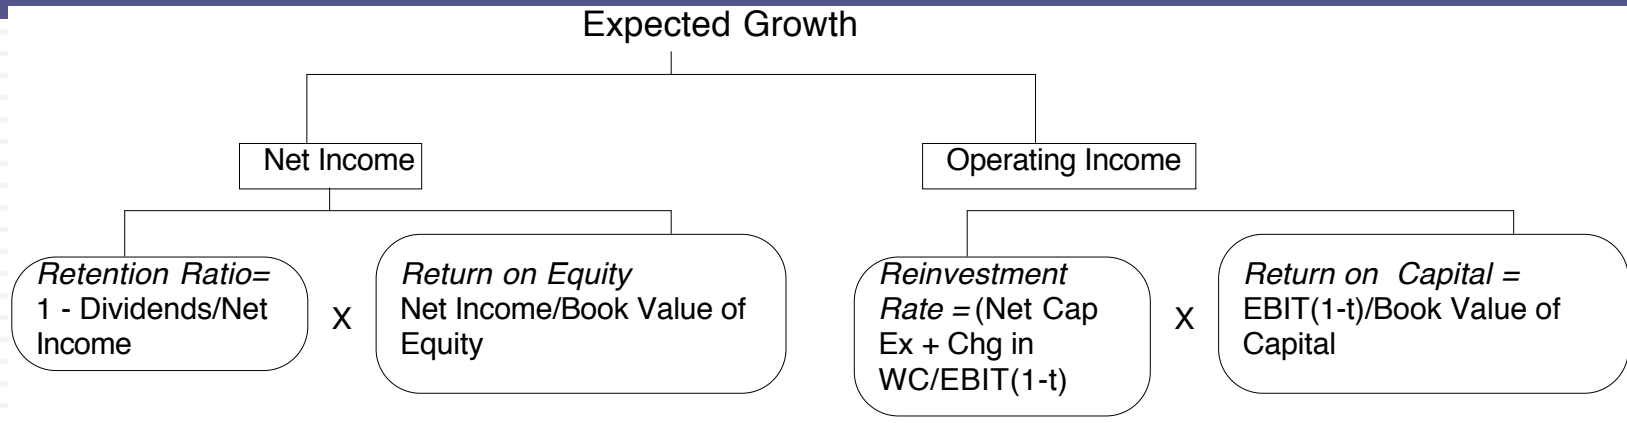 Expected Growth
Net Income
Operating Income
Retention Ratio=
1 - Dividends/Net
Income
X
Return on Equity
Net Income/Book Value of
Equity
Reinvestment
Rate = (Net Cap
Ex + Chg in
WC/EBIT(1-t)
X
Return on Capital =
EBIT(1-t)/Book Value of
Capital